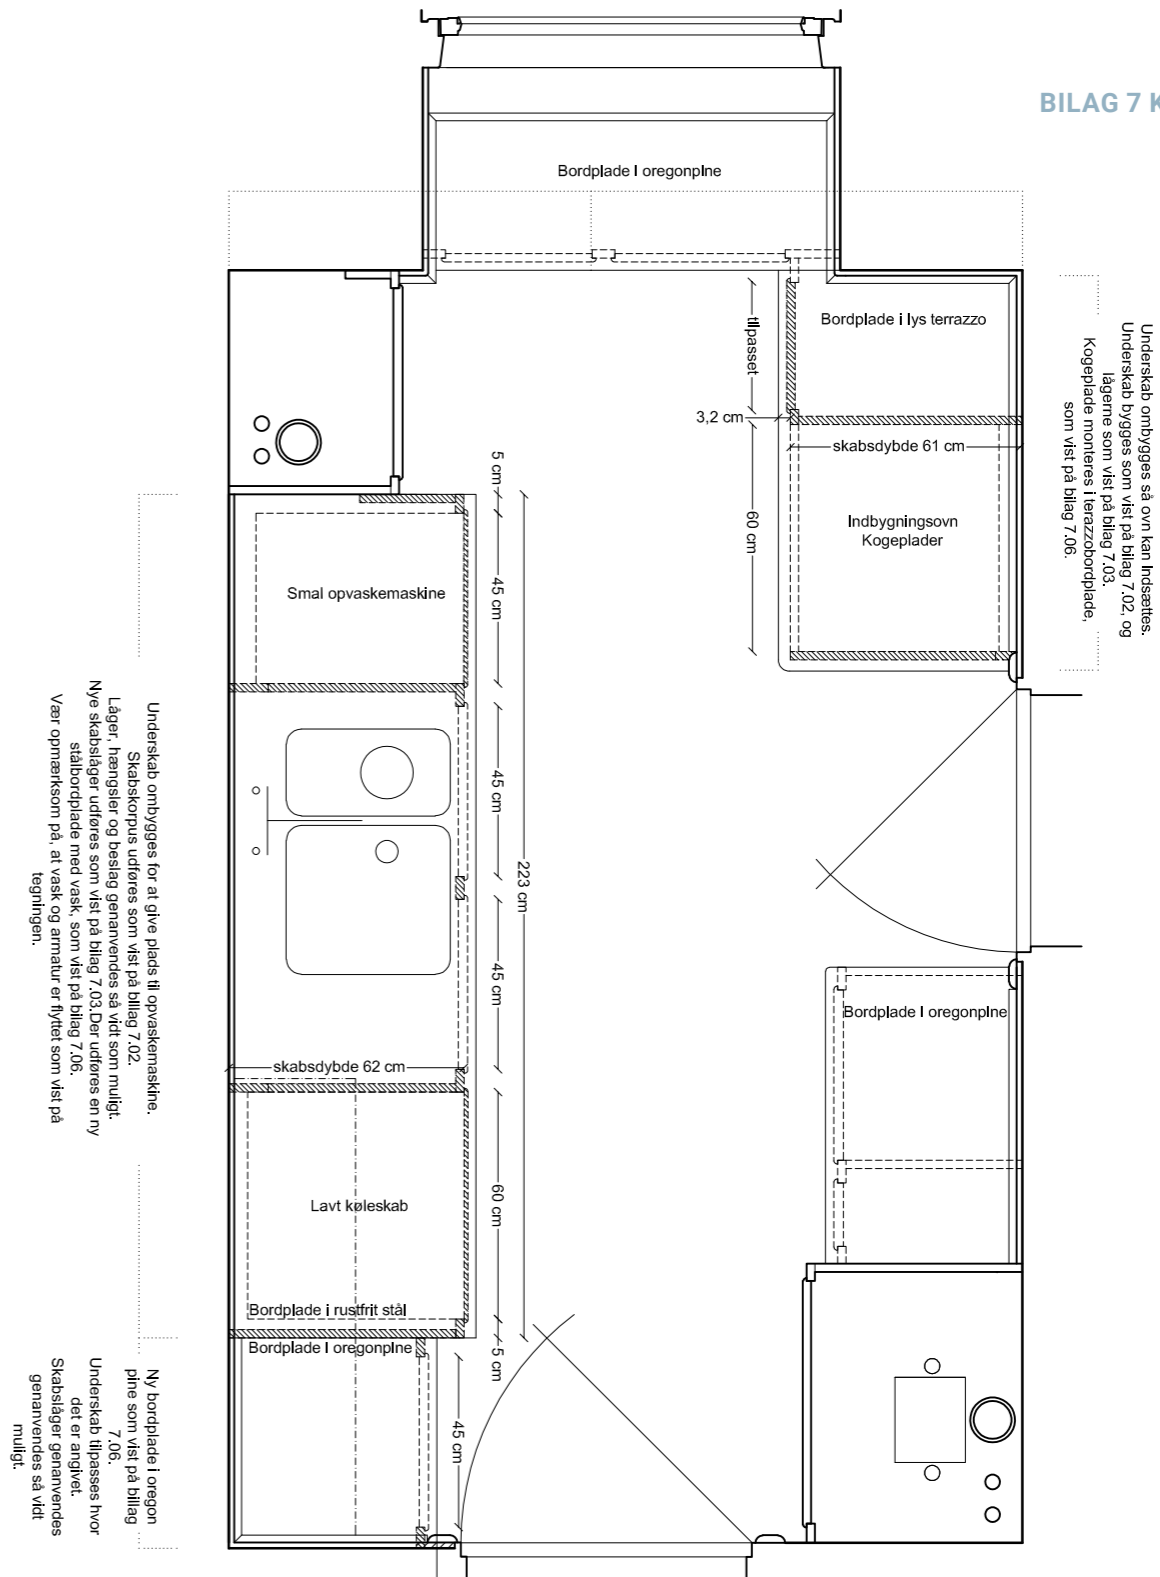 BILAG 7 K
Bordplade I oregonpine
Bordplade i lys terrazzo
tilpasset
3,2 cm
skabsdybde 61 cm
60 cm
Indbygningsovn
Kogeplader
Underskab ombygges så ovn kan Indsættes.
Underskab bygges som vist på bilag 7.02, og
lågerne som vist på bilag 7.03.
Kogeplade monteres i terazzobordplade,
som vist på bilag 7.06.
5 cm
45 cm
Smal opvaskemaskine
45 cm
223 cm
45 cm
skabsdybde 62 cm
Underskab ombygges for at give plads til opvaskemaskine.
Skabskorpus udføres som vist på bilag 7.02.
Låger, hængsler og beslag genanvendes så vidt som muligt.
Nye skabslåger udføres som vist på bilag 7.03.Der udføres en ny
stålbordplade med vask, som vist på bilag 7.06.
Vær opmærksom på, at vask og armatur er flyttet som vist på
tegningen.
Bordplade I oregonpine
Lavt køleskab
60 cm
Bordplade i rustfrit stål
Bordplade I oregonpine
5 cm
45 cm
Ny bordplade i oregon
pine som vist på billag
7.06.
Underskab tilpasses hvor
det er angivet.
Skabslåger genanvendes
genanvendes så vidt
muligt.